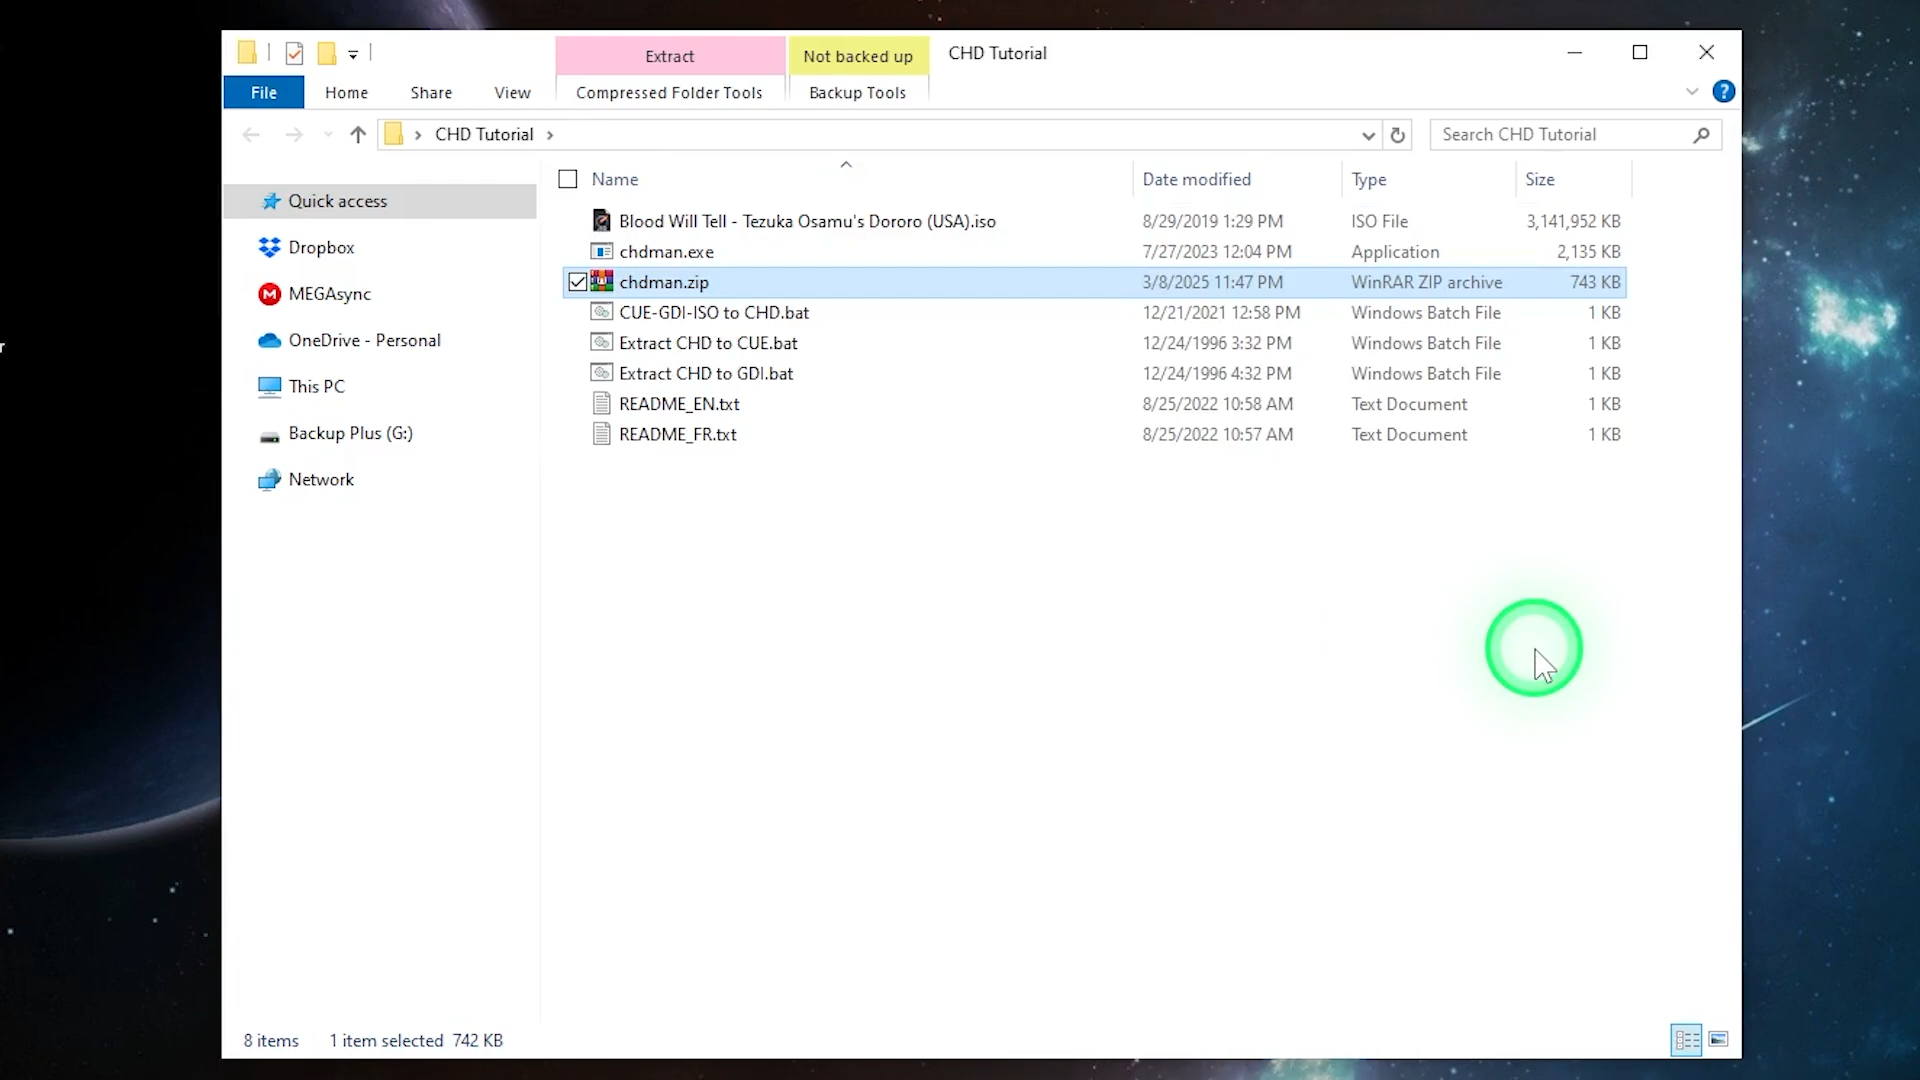 Extract
Not backed up
CHD Tutorial
File
Home
Share
View
Compressed Folder Tools
Backup Tools
?
CHD Tutorial
Search CHD Tutorial
Name
Date modified
Type
Size
Quick access
Dropbox
MEGAsync
OneDrive - Personal
This PC
Backup Plus (G:)
Network
Blood Will Tell - Tezuka Osamu's Dororo (USA).iso 8/29/2019 1:29 PM ISO File 3,141,952 KB
chdman.exe 7/27/2023 12:04 PM Application 2,135 KB
chdman.zip 3/8/2025 11:47 PM WinRAR ZIP archive 743 KB
CUE-GDI-ISO to CHD.bat 12/21/2021 12:58 PM Windows Batch File 1 KB
Extract CHD to CUE.bat 12/24/1996 3:32 PM Windows Batch File 1 KB
Extract CHD to GDI.bat 12/24/1996 4:32 PM Windows Batch File 1 KB
README_EN.txt 8/25/2022 10:58 AM Text Document 1 KB
README_FR.txt 8/25/2022 10:57 AM Text Document 1 KB
8 items 1 item selected 742 KB
r